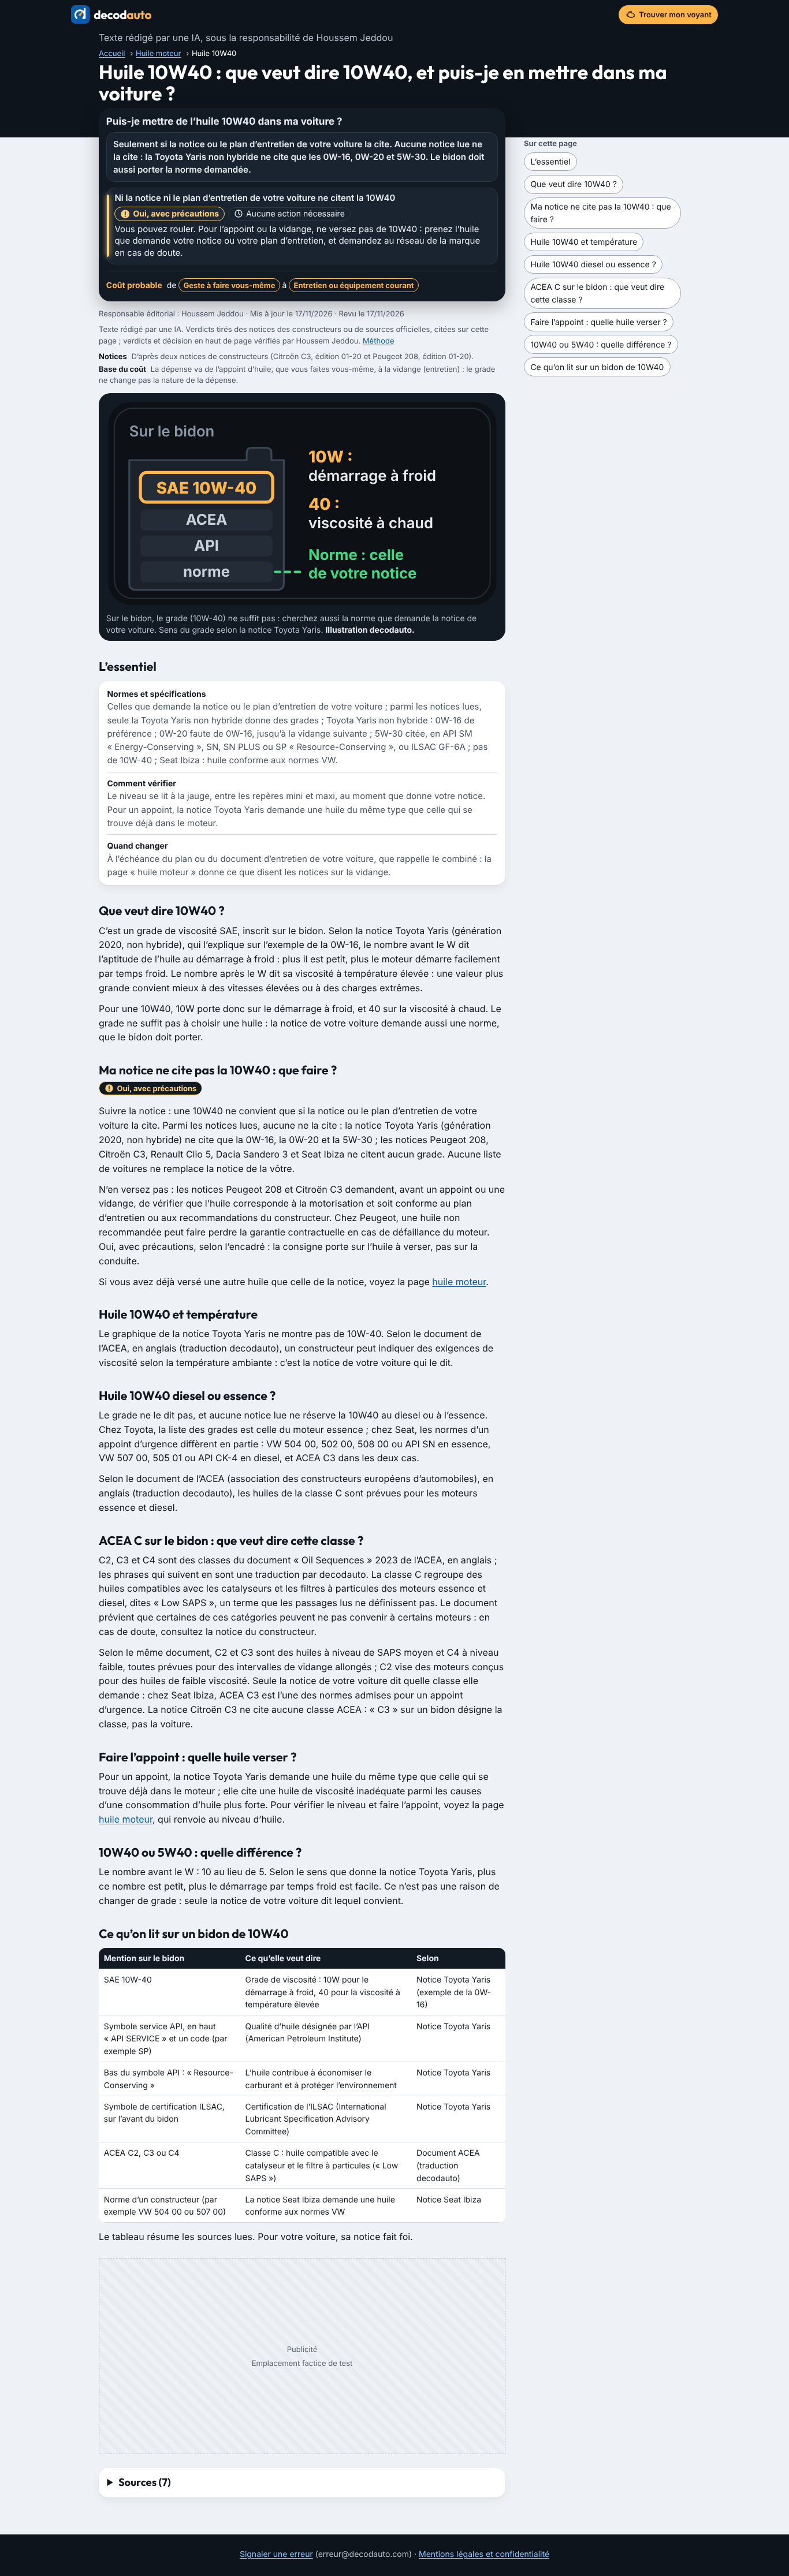 decodauto
Trouver mon voyant
Texte rédigé par une IA, sous la responsabilité de Houssem Jeddou
Accueil › Huile moteur › Huile 10W40
Huile 10W40 : que veut dire 10W40, et puis-je en mettre dans ma
voiture ?
Puis-je mettre de l’huile 10W40 dans ma voiture ?
Seulement si la notice ou le plan d’entretien de votre voiture la cite. Aucune notice lue ne
la cite : la Toyota Yaris non hybride ne cite que les 0W-16, 0W-20 et 5W-30. Le bidon doit
aussi porter la norme demandée.
Ni la notice ni le plan d’entretien de votre voiture ne citent la 10W40
Oui, avec précautions
Aucune action nécessaire
Vous pouvez rouler. Pour l’appoint ou la vidange, ne versez pas de 10W40 : prenez l’huile
que demande votre notice ou votre plan d’entretien, et demandez au réseau de la marque
en cas de doute.
Coût probable de Geste à faire vous-même à Entretien ou équipement courant
Sur cette page
L’essentiel
Que veut dire 10W40 ?
Ma notice ne cite pas la 10W40 : que
faire ?
Huile 10W40 et température
Huile 10W40 diesel ou essence ?
ACEA C sur le bidon : que veut dire
cette classe ?
Faire l’appoint : quelle huile verser ?
10W40 ou 5W40 : quelle différence ?
Ce qu’on lit sur un bidon de 10W40
Responsable éditorial : Houssem Jeddou · Mis à jour le 17/11/2026 · Revu le 17/11/2026
Texte rédigé par une IA. Verdicts tirés des notices des constructeurs ou de sources officielles, citées sur cette
page ; verdicts et décision en haut de page vérifiés par Houssem Jeddou. Méthode
Notices D’après deux notices de constructeurs (Citroën C3, édition 01-20 et Peugeot 208, édition 01-20).
Base du coût La dépense va de l’appoint d’huile, que vous faites vous-même, à la vidange (entretien) : le grade
ne change pas la nature de la dépense.
Sur le bidon
SAE 10W-40
ACEA
API
norme
10W :
démarrage à froid
40 :
viscosité à chaud
Norme : celle
de votre notice
Sur le bidon, le grade (10W-40) ne suffit pas : cherchez aussi la norme que demande la notice de
votre voiture. Sens du grade selon la notice Toyota Yaris. Illustration decodauto.
L’essentiel
Normes et spécifications
Celles que demande la notice ou le plan d’entretien de votre voiture ; parmi les notices lues,
seule la Toyota Yaris non hybride donne des grades ; Toyota Yaris non hybride : 0W-16 de
préférence ; 0W-20 faute de 0W-16, jusqu’à la vidange suivante ; 5W-30 citée, en API SM
« Energy-Conserving », SN, SN PLUS ou SP « Resource-Conserving », ou ILSAC GF-6A ; pas
de 10W-40 ; Seat Ibiza : huile conforme aux normes VW.
Comment vérifier
Le niveau se lit à la jauge, entre les repères mini et maxi, au moment que donne votre notice.
Pour un appoint, la notice Toyota Yaris demande une huile du même type que celle qui se
trouve déjà dans le moteur.
Quand changer
À l’échéance du plan ou du document d’entretien de votre voiture, que rappelle le combiné : la
page « huile moteur » donne ce que disent les notices sur la vidange.
Que veut dire 10W40 ?
C’est un grade de viscosité SAE, inscrit sur le bidon. Selon la notice Toyota Yaris (génération
2020, non hybride), qui l’explique sur l’exemple de la 0W-16, le nombre avant le W dit
l’aptitude de l’huile au démarrage à froid : plus il est petit, plus le moteur démarre facilement
par temps froid. Le nombre après le W dit sa viscosité à température élevée : une valeur plus
grande convient mieux à des vitesses élevées ou à des charges extrêmes.
Pour une 10W40, 10W porte donc sur le démarrage à froid, et 40 sur la viscosité à chaud. Le
grade ne suffit pas à choisir une huile : la notice de votre voiture demande aussi une norme,
que le bidon doit porter.
Ma notice ne cite pas la 10W40 : que faire ?
Oui, avec précautions
Suivre la notice : une 10W40 ne convient que si la notice ou le plan d’entretien de votre
voiture la cite. Parmi les notices lues, aucune ne la cite : la notice Toyota Yaris (génération
2020, non hybride) ne cite que la 0W-16, la 0W-20 et la 5W-30 ; les notices Peugeot 208,
Citroën C3, Renault Clio 5, Dacia Sandero 3 et Seat Ibiza ne citent aucun grade. Aucune liste
de voitures ne remplace la notice de la vôtre.
N’en versez pas : les notices Peugeot 208 et Citroën C3 demandent, avant un appoint ou une
vidange, de vérifier que l’huile corresponde à la motorisation et soit conforme au plan
d’entretien ou aux recommandations du constructeur. Chez Peugeot, une huile non
recommandée peut faire perdre la garantie contractuelle en cas de défaillance du moteur.
Oui, avec précautions, selon l’encadré : la consigne porte sur l’huile à verser, pas sur la
conduite.
Si vous avez déjà versé une autre huile que celle de la notice, voyez la page huile moteur.
Huile 10W40 et température
Le graphique de la notice Toyota Yaris ne montre pas de 10W-40. Selon le document de
l’ACEA, en anglais (traduction decodauto), un constructeur peut indiquer des exigences de
viscosité selon la température ambiante : c’est la notice de votre voiture qui le dit.
Huile 10W40 diesel ou essence ?
Le grade ne le dit pas, et aucune notice lue ne réserve la 10W40 au diesel ou à l’essence.
Chez Toyota, la liste des grades est celle du moteur essence ; chez Seat, les normes d’un
appoint d’urgence diffèrent en partie : VW 504 00, 502 00, 508 00 ou API SN en essence,
VW 507 00, 505 01 ou API CK-4 en diesel, et ACEA C3 dans les deux cas.
Selon le document de l’ACEA (association des constructeurs européens d’automobiles), en
anglais (traduction decodauto), les huiles de la classe C sont prévues pour les moteurs
essence et diesel.
ACEA C sur le bidon : que veut dire cette classe ?
C2, C3 et C4 sont des classes du document « Oil Sequences » 2023 de l’ACEA, en anglais ;
les phrases qui suivent en sont une traduction par decodauto. La classe C regroupe des
huiles compatibles avec les catalyseurs et les filtres à particules des moteurs essence et
diesel, dites « Low SAPS », un terme que les passages lus ne définissent pas. Le document
prévient que certaines de ces catégories peuvent ne pas convenir à certains moteurs : en
cas de doute, consultez la notice du constructeur.
Selon le même document, C2 et C3 sont des huiles à niveau de SAPS moyen et C4 à niveau
faible, toutes prévues pour des intervalles de vidange allongés ; C2 vise des moteurs conçus
pour des huiles de faible viscosité. Seule la notice de votre voiture dit quelle classe elle
demande : chez Seat Ibiza, ACEA C3 est l’une des normes admises pour un appoint
d’urgence. La notice Citroën C3 ne cite aucune classe ACEA : « C3 » sur un bidon désigne la
classe, pas la voiture.
Faire l’appoint : quelle huile verser ?
Pour un appoint, la notice Toyota Yaris demande une huile du même type que celle qui se
trouve déjà dans le moteur ; elle cite une huile de viscosité inadéquate parmi les causes
d’une consommation d’huile plus forte. Pour vérifier le niveau et faire l’appoint, voyez la page
huile moteur, qui renvoie au niveau d’huile.
10W40 ou 5W40 : quelle différence ?
Le nombre avant le W : 10 au lieu de 5. Selon le sens que donne la notice Toyota Yaris, plus
ce nombre est petit, plus le démarrage par temps froid est facile. Ce n’est pas une raison de
changer de grade : seule la notice de votre voiture dit lequel convient.
Ce qu’on lit sur un bidon de 10W40
Mention sur le bidon Ce qu’elle veut dire Selon
SAE 10W-40
Grade de viscosité : 10W pour le
démarrage à froid, 40 pour la viscosité à
température élevée
Notice Toyota Yaris
(exemple de la 0W-
16)
Symbole service API, en haut
« API SERVICE » et un code (par
exemple SP)
Qualité d’huile désignée par l’API
(American Petroleum Institute)
Notice Toyota Yaris
Bas du symbole API : « Resource-
Conserving »
L’huile contribue à économiser le
carburant et à protéger l’environnement
Notice Toyota Yaris
Symbole de certification ILSAC,
sur l’avant du bidon
Certification de l’ILSAC (International
Lubricant Specification Advisory
Committee)
Notice Toyota Yaris
ACEA C2, C3 ou C4
Classe C : huile compatible avec le
catalyseur et le filtre à particules (« Low
SAPS »)
Document ACEA
(traduction
decodauto)
Norme d’un constructeur (par
exemple VW 504 00 ou 507 00)
La notice Seat Ibiza demande une huile
conforme aux normes VW
Notice Seat Ibiza
Le tableau résume les sources lues. Pour votre voiture, sa notice fait foi.
Publicité
Emplacement factice de test
Sources (7)
Signaler une erreur (erreur@decodauto.com) · Mentions légales et confidentialité